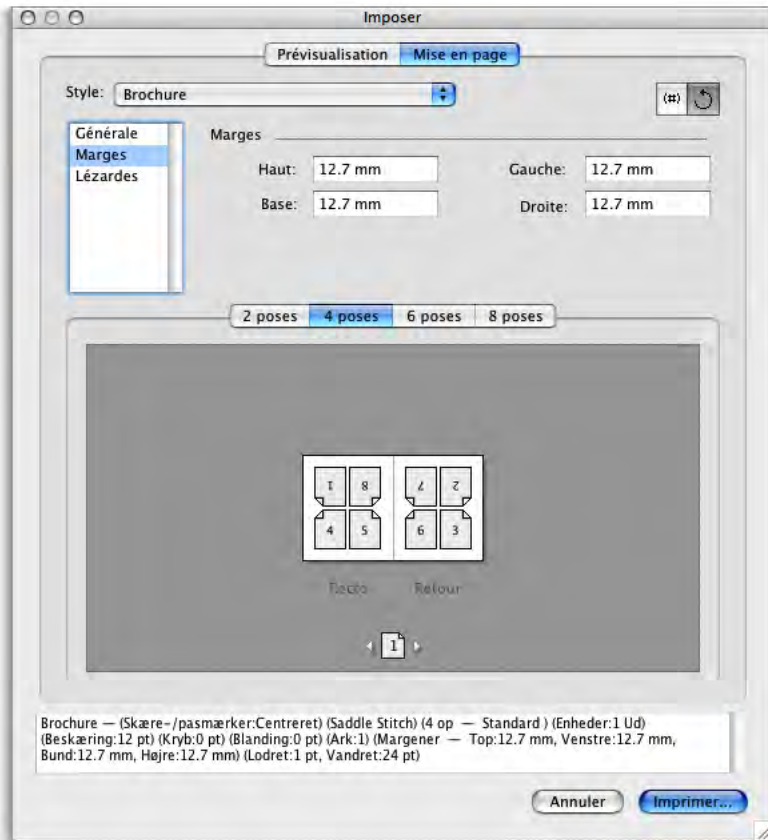 Imposer
Prévisualisation Mise en page
Style: Brochure
(#)
Générale
Marges
Lézardes
Marges
Haut: 12.7 mm Gauche: 12.7 mm
Base: 12.7 mm Droite: 12.7 mm
2 poses 4 poses 6 poses 8 poses
1 8 7 2
4 5 6 3
Recto Retour
1
Brochure — (Skære-/pasmærker:Centreret) (Saddle Stitch) (4 op — Standard ) (Enheder:1 Ud)
(Beskæring:12 pt) (Kryb:0 pt) (Blanding:0 pt) (Ark:1) (Margener — Top:12.7 mm, Venstre:12.7 mm,
Bund:12.7 mm, Højre:12.7 mm) (Lodret:1 pt, Vandret:24 pt)
Annuler Imprimer...